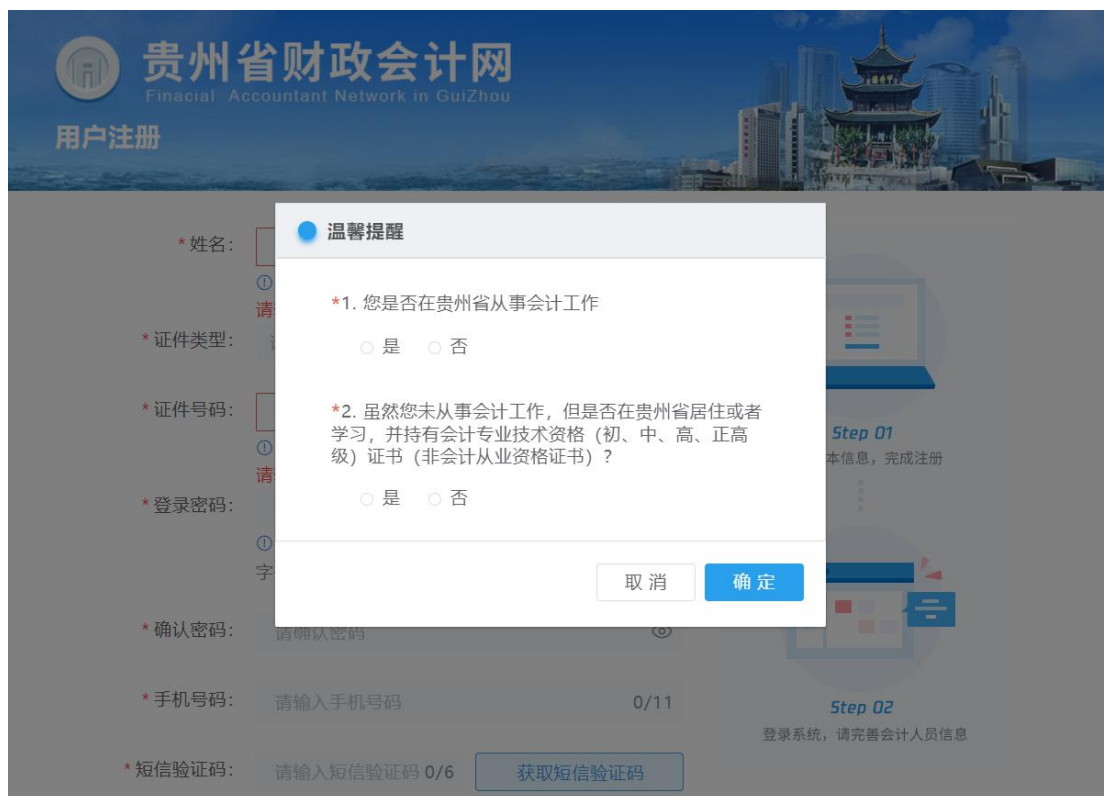 贵州省财政会计网
Finacial Accountant Network in GuiZhou
用户注册
温馨提醒
*姓名:
*1. 您是否在贵州省从事会计工作
请
*证件类型:
是 否
*证件号码:
*2. 虽然您未从事会计工作，但是否在贵州省居住或者
学习，并持有会计专业技术资格（初、中、高、正高
级）证书（非会计从业资格证书）？
请
Step 01
本信息，完成注册
*登录密码:
是 否
字
取 消 确 定
*确认密码: 请确认密码
*手机号码: 请输入手机号码 0/11
Step 02
登录系统，请完善会计人员信息
*短信验证码: 请输入短信验证码 0/6 获取短信验证码